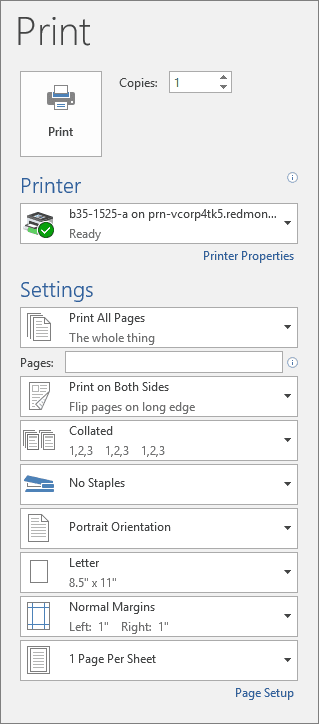 Print
Copies: 1
Print
Printer
b35-1525-a on prn-vcorp4tk5.redmon...
Ready
Printer Properties
Settings
Print All Pages
The whole thing
Pages:
Print on Both Sides
Flip pages on long edge
Collated
1,2,3 1,2,3 1,2,3
No Staples
Portrait Orientation
Letter
8.5" x 11"
Normal Margins
Left: 1" Right: 1"
1 Page Per Sheet
Page Setup